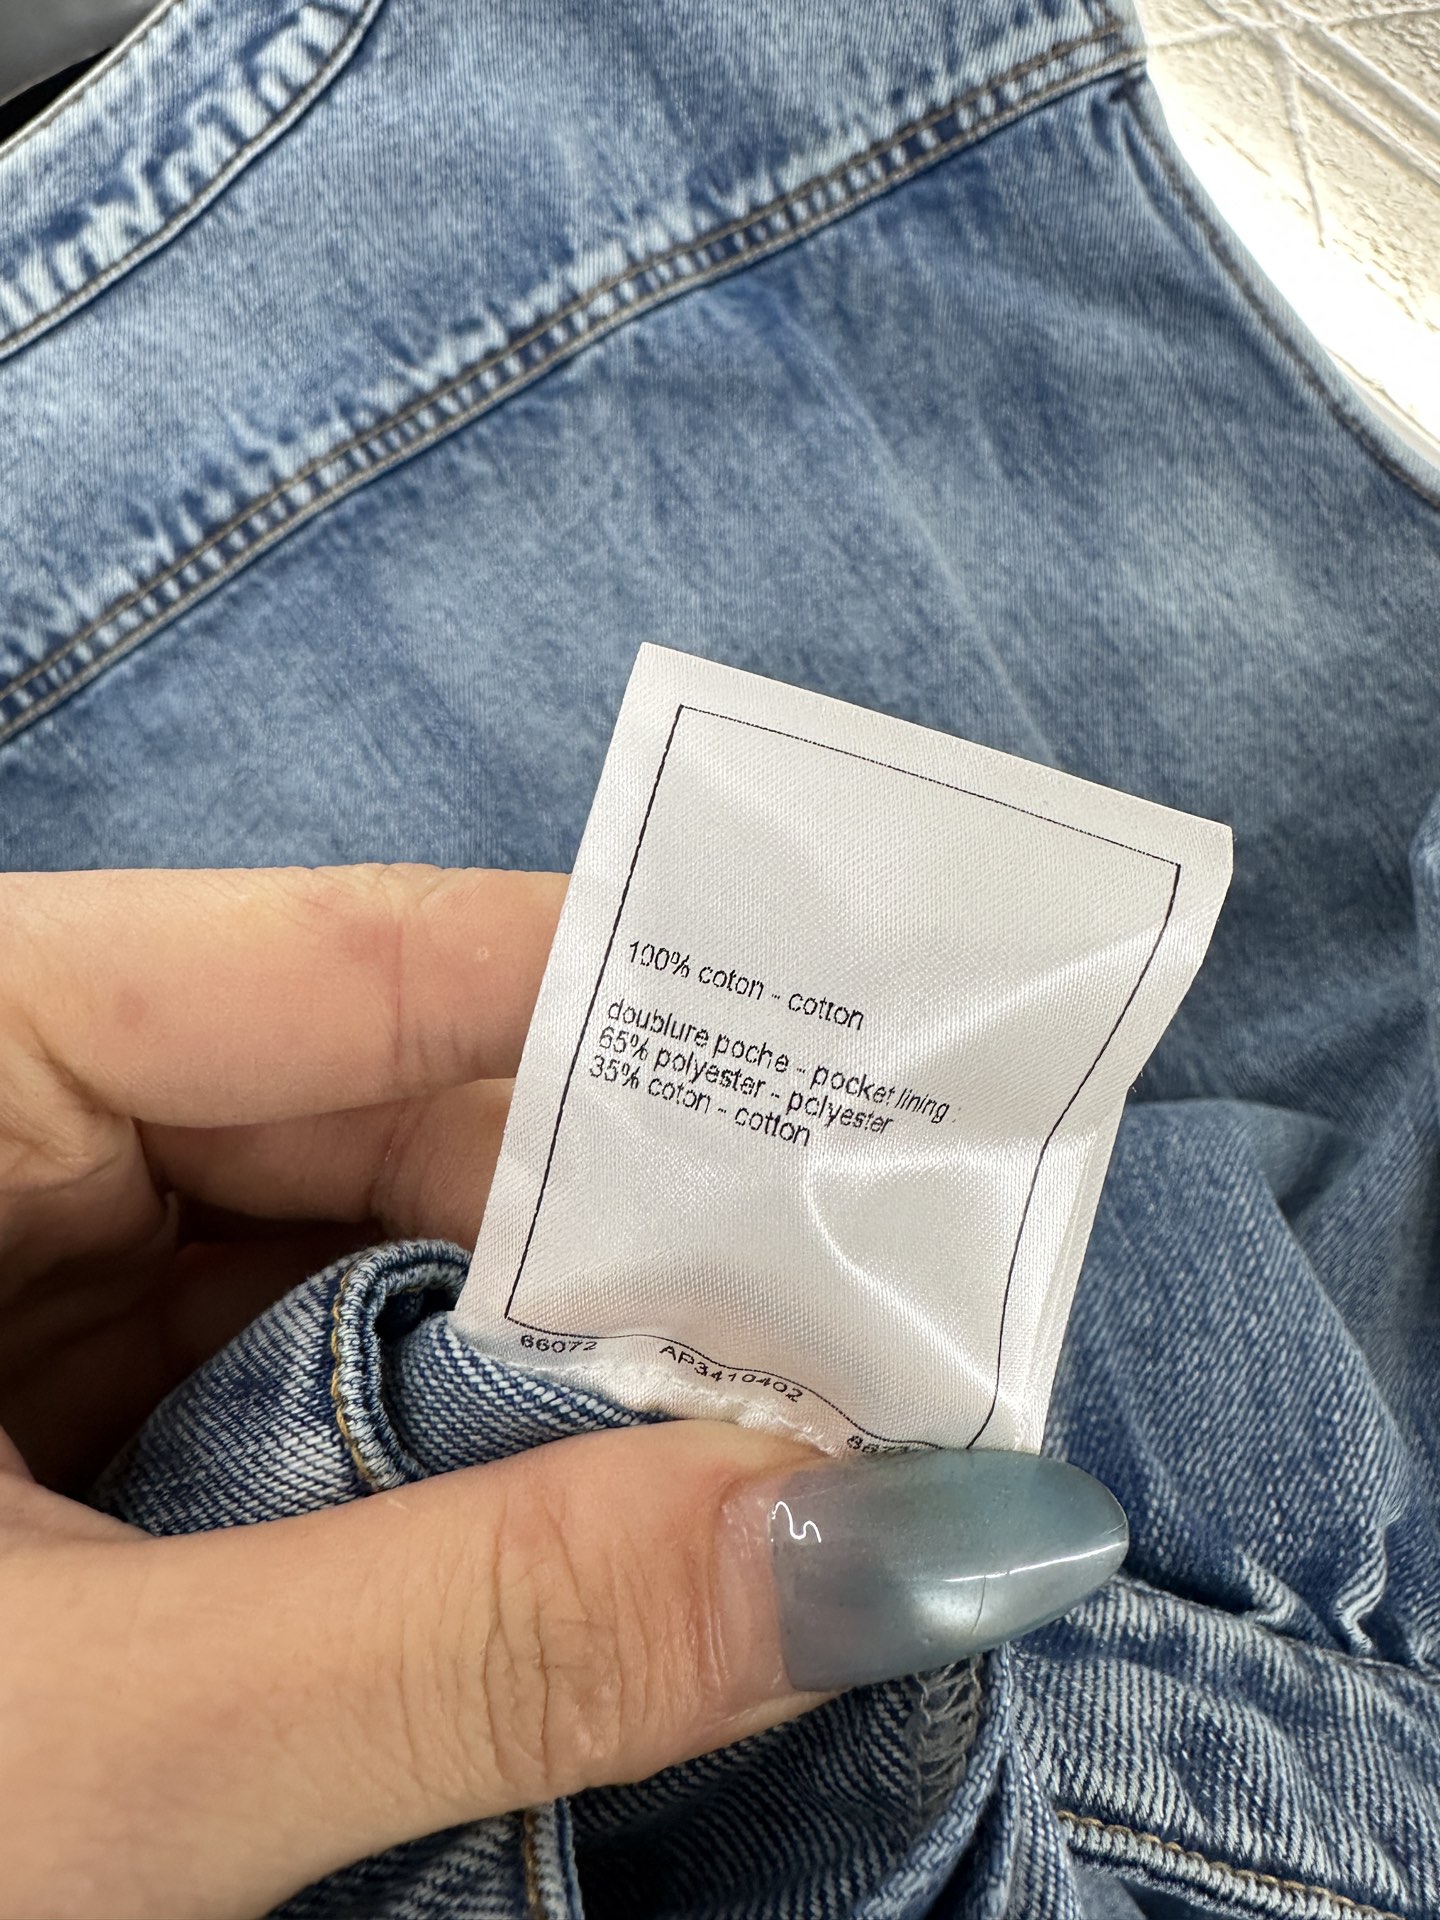 100% coton - cotton
doublure poche - pocket lining :
65% polyester - polyester
35% coton - cotton
66072 AP3410402